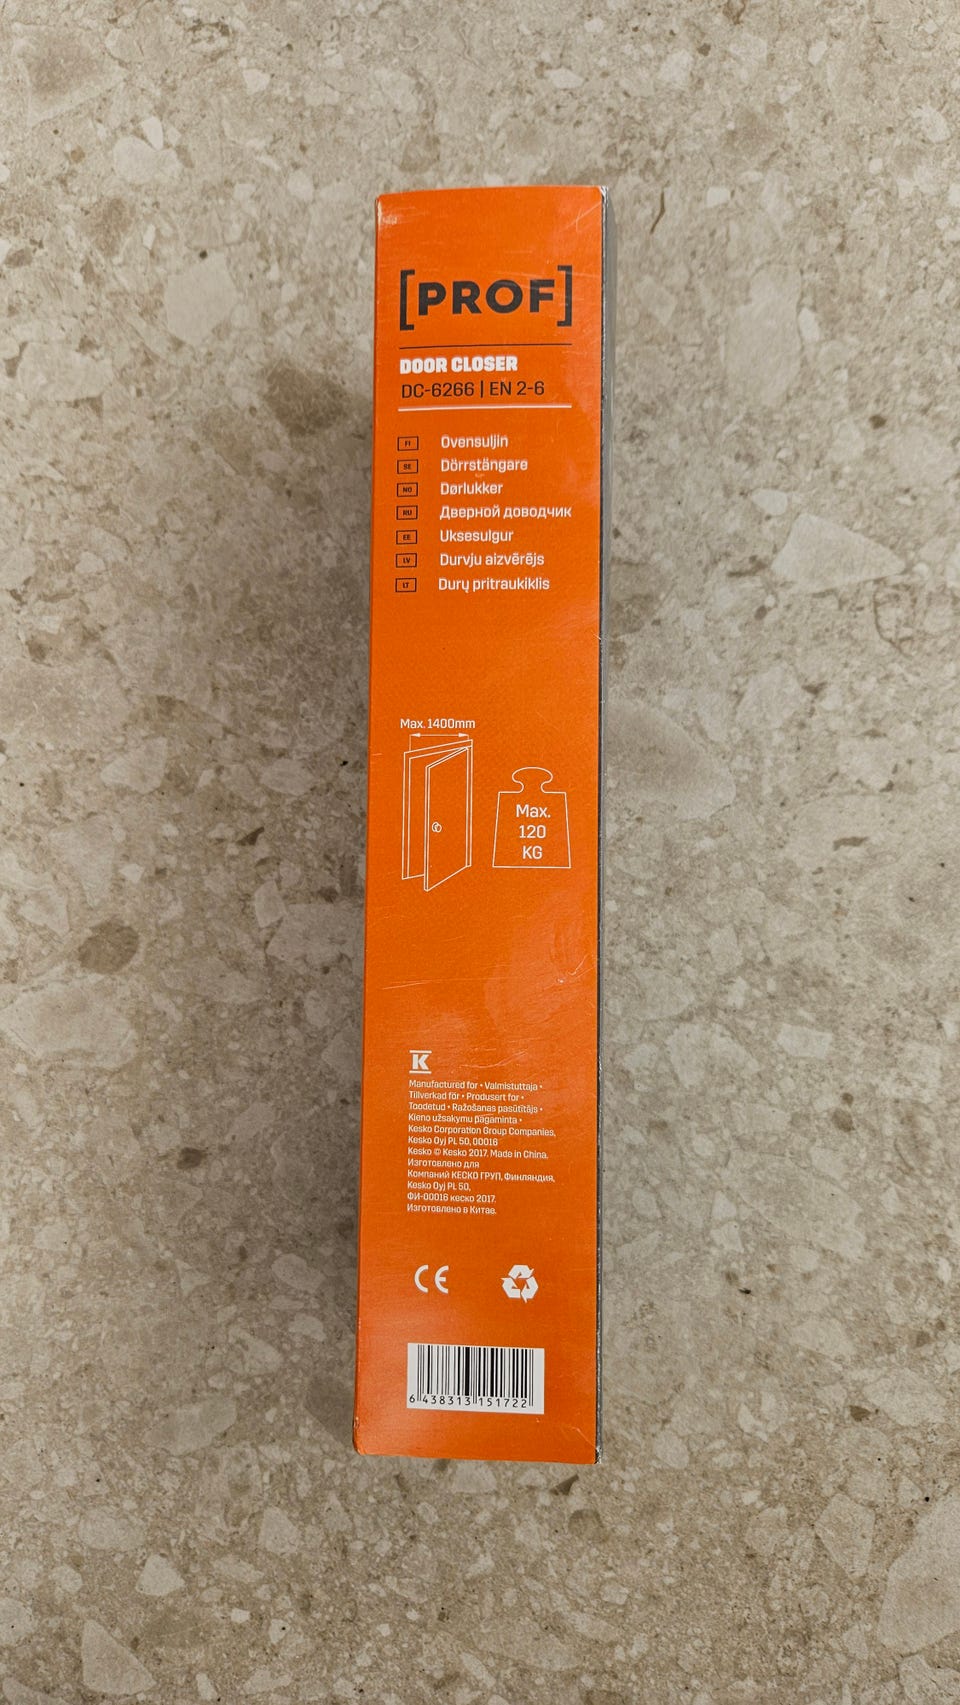 [PROF]
DOOR CLOSER
DC-6266 | EN 2-6
FI Ovensuljin
SE Dörrstängare
NO Dørlukker
RU Дверной доводчик
EE Uksesulgur
LV Durvju aizvērējs
LT Durų pritraukiklis
Max. 1400mm
Max.
120
KG
K
Manufactured for • Valmistuttaja •
Tillverkad för • Produsert for •
Toodetud • Ražošanas pasūtītājs •
Kieno užsakymu pagaminta •
Kesko Corporation Group Companies,
Kesko Oyj PL 50, 00016
Kesko © Kesko 2017. Made in China.
Изготовлено для
Компаний КЕСКО ГРУП, Финляндия,
Kesko Oyj PL 50,
ФИ-00016 кеско 2017.
Изготовлено в Китае.
CE
6 438313 151722